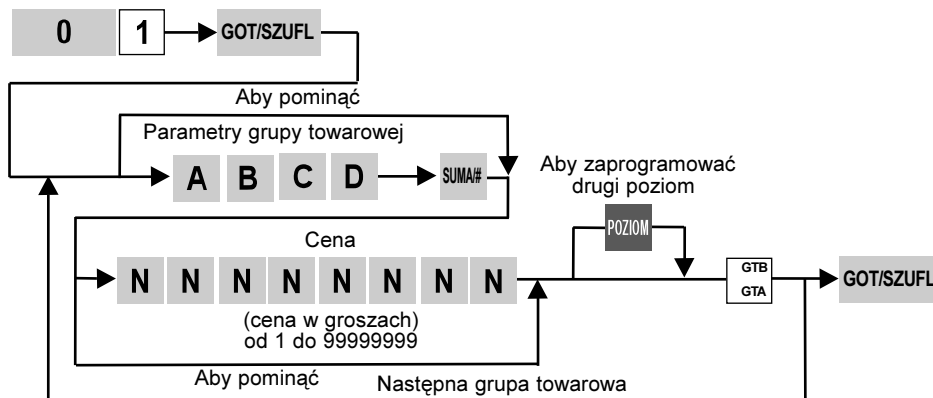 0 1 GOT/SZUFL
Aby pominąć
Parametry grupy towarowej
A B C D SUMA/#
Aby zaprogramować
drugi poziom
POZIOM
Cena
N N N N N N N N
GTB
GTA
GOT/SZUFL
(cena w groszach)
od 1 do 99999999
Aby pominąć
Następna grupa towarowa